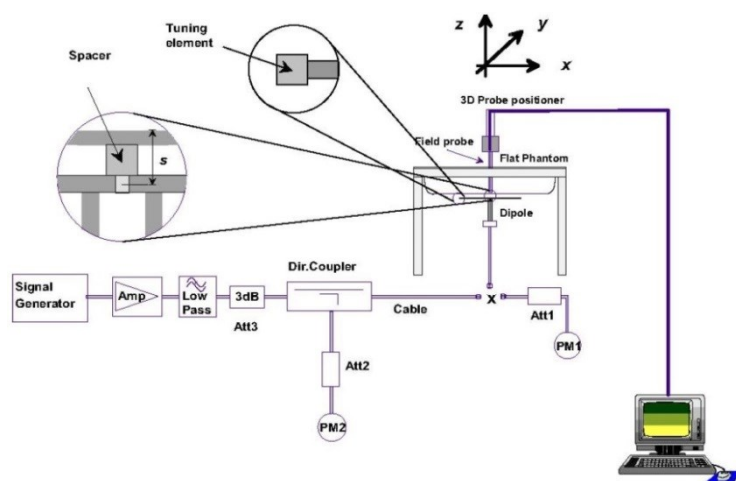 Tuning
element
Spacer
s
z
y
x
3D Probe positioner
Field probe
Flat Phantom
Dipole
Signal
Generator
Amp
Low
Pass
3dB
Att3
Dir.Coupler
Cable
x
Att1
PM1
Att2
PM2